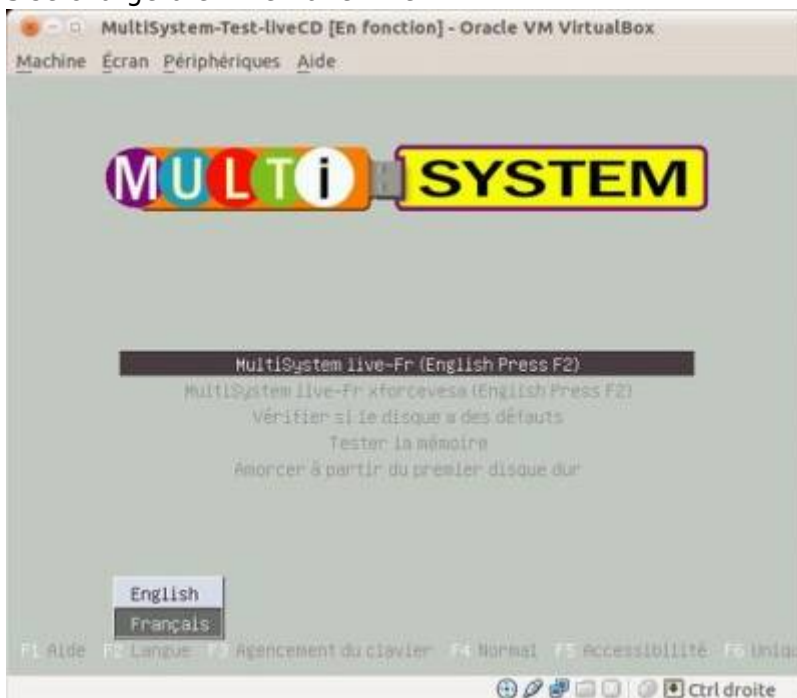 MultiSystem-Test-liveCD [En fonction] - Oracle VM VirtualBox
Machine Écran Périphériques Aide
MULTi SYSTEM
MultiSystem live-Fr (English Press F2)
MultiSystem live-Fr xforcevesa (English Press F2)
Vérifier si le disque a des défauts
Tester la mémoire
Amorcer à partir du premier disque dur
English
Français
F1 Aide F2 Langue F3 Agencement du clavier F4 Normal F5 Accessibilité F6
Ctrl droite